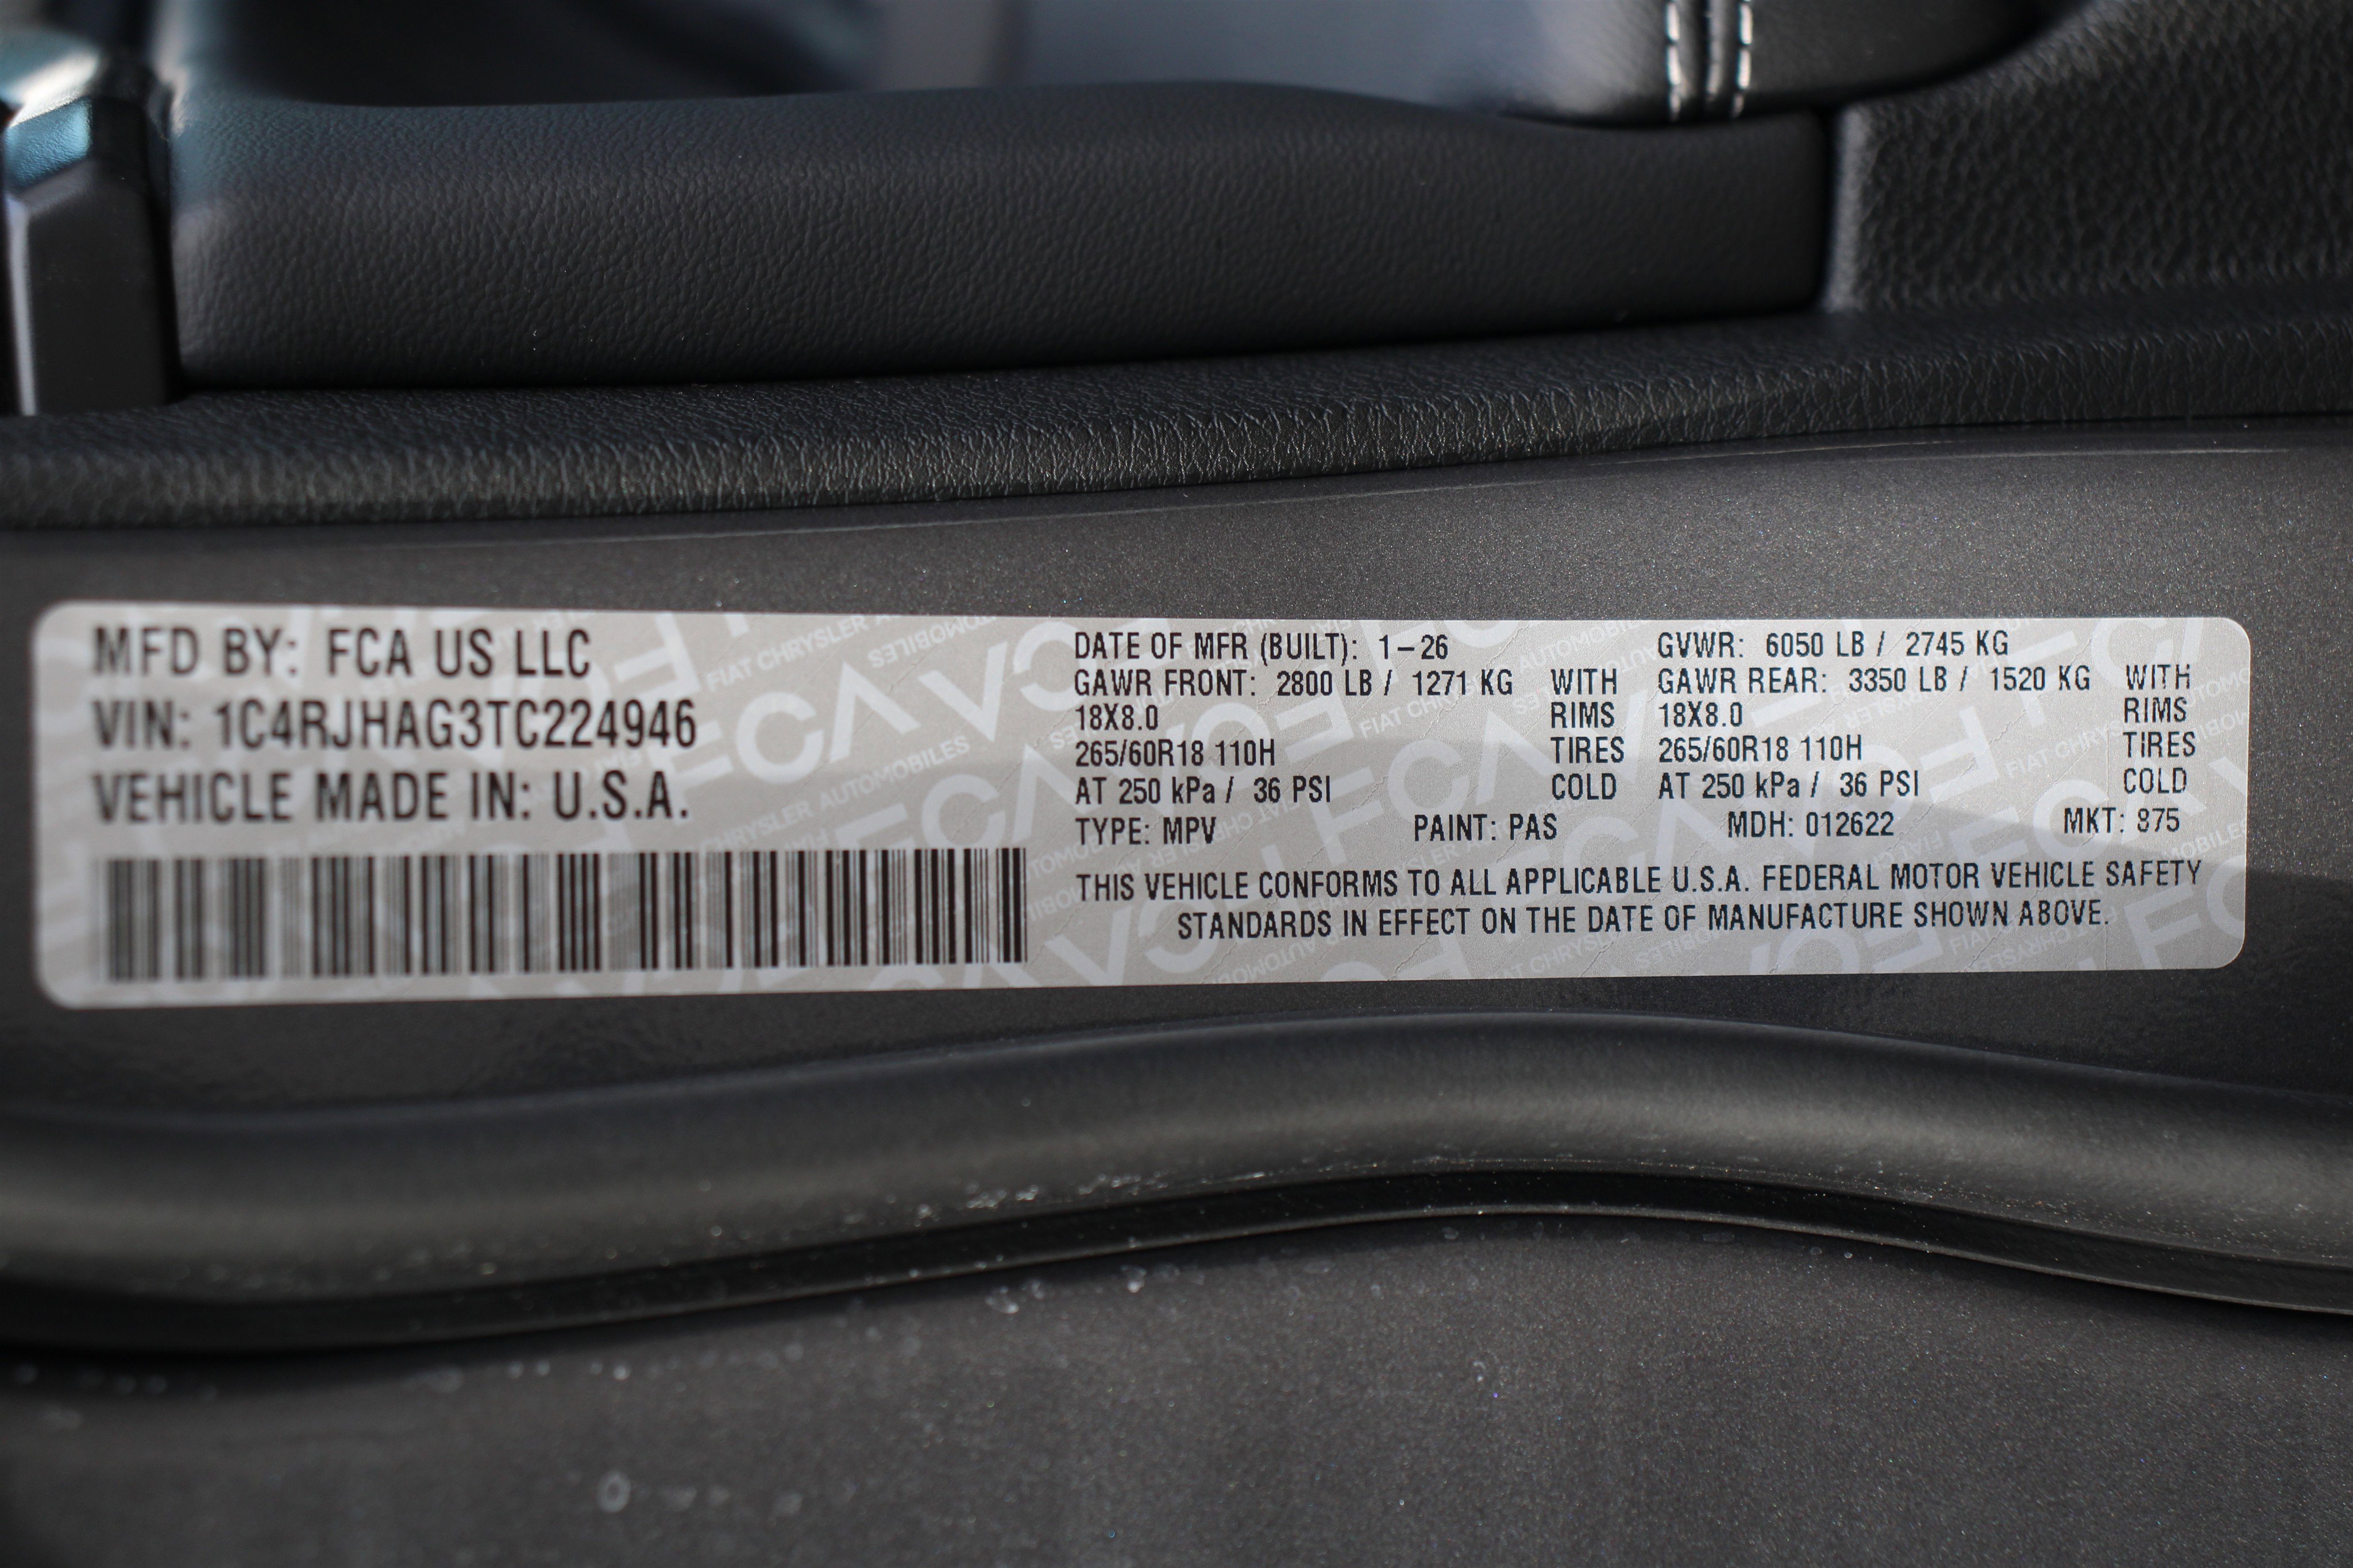 MFD BY: FCA US LLC
VIN: 1C4RJHAG3TC224946
VEHICLE MADE IN: U.S.A.
DATE OF MFR (BUILT): 1-26 GVWR: 6050 LB / 2745 KG
GAWR FRONT: 2800 LB / 1271 KG WITH GAWR REAR: 3350 LB / 1520 KG WITH
18X8.0 RIMS 18X8.0 RIMS
265/60R18 110H TIRES 265/60R18 110H TIRES
AT 250 kPa / 36 PSI COLD AT 250 kPa / 36 PSI COLD
TYPE: MPV PAINT: PAS MDH: 012622 MKT: 875
THIS VEHICLE CONFORMS TO ALL APPLICABLE U.S.A. FEDERAL MOTOR VEHICLE SAFETY
STANDARDS IN EFFECT ON THE DATE OF MANUFACTURE SHOWN ABOVE.
FCA
FIAT CHRYSLER AUTOMOBILES